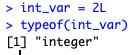 > int_var = 2L
> typeof(int_var)
[1] "integer"